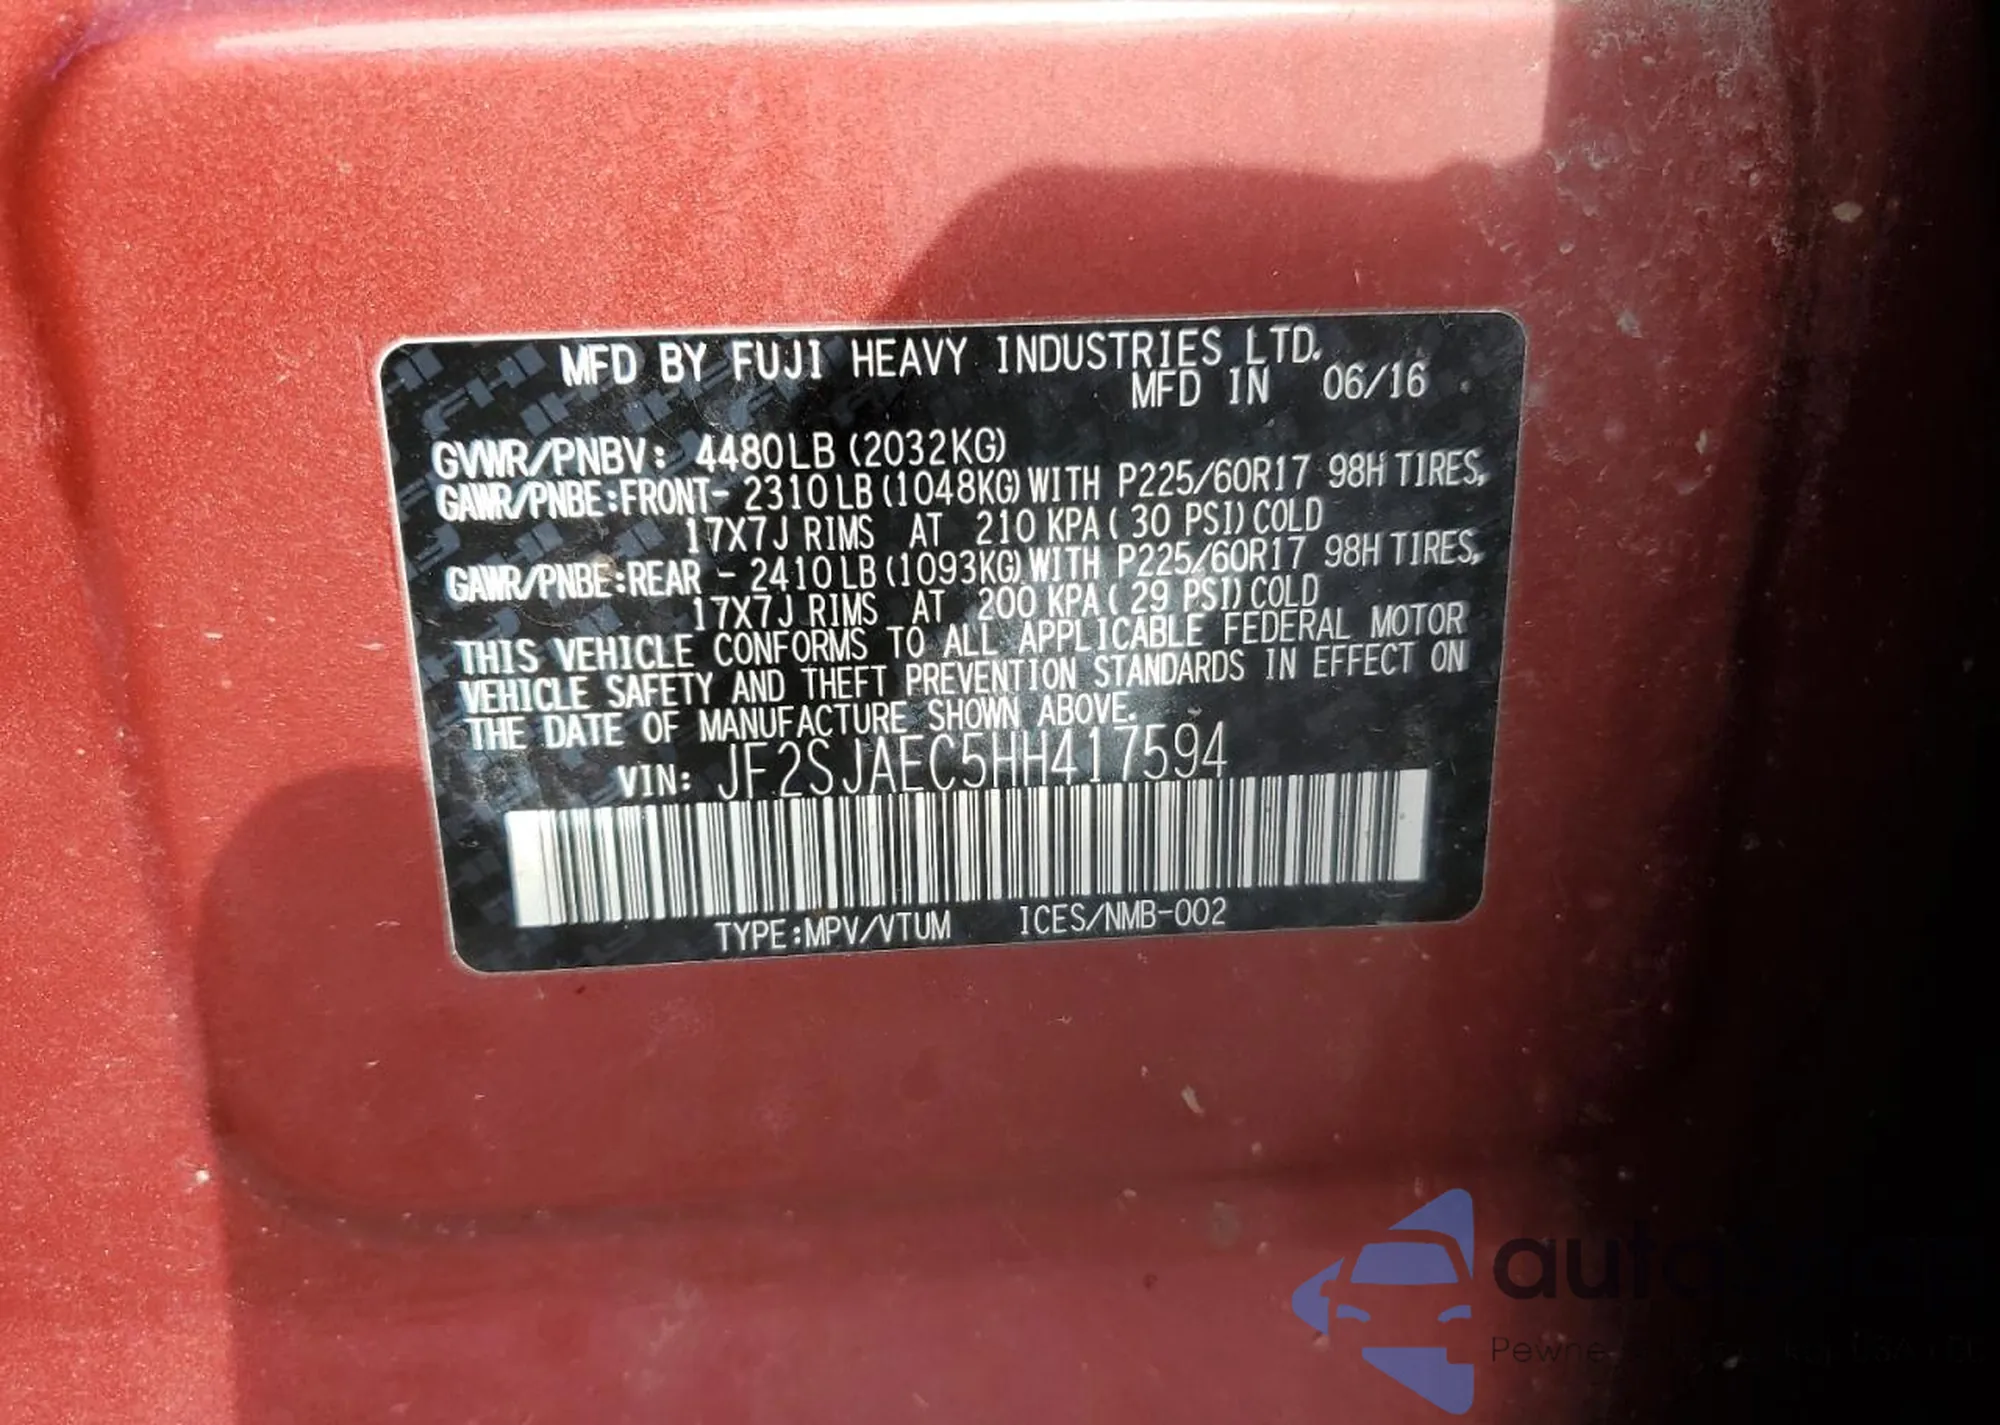 MFD BY FUJI HEAVY INDUSTRIES LTD.
MFD IN 06/16
GVWR/PNBV: 4480LB (2032KG)
GAWR/PNBE:FRONT- 2310LB (1048KG) WITH P225/60R17 98H TIRES,
17X7J RIMS AT 210 KPA ( 30 PSI) COLD
GAWR/PNBE:REAR - 2410LB (1093KG) WITH P225/60R17 98H TIRES,
17X7J RIMS AT 200 KPA ( 29 PSI) COLD
THIS VEHICLE CONFORMS TO ALL APPLICABLE FEDERAL MOTOR
VEHICLE SAFETY AND THEFT PREVENTION STANDARDS IN EFFECT ON
THE DATE OF MANUFACTURE SHOWN ABOVE.
VIN: JF2SJAEC5HH417594
TYPE:MPV/VTUM ICES/NMB-002